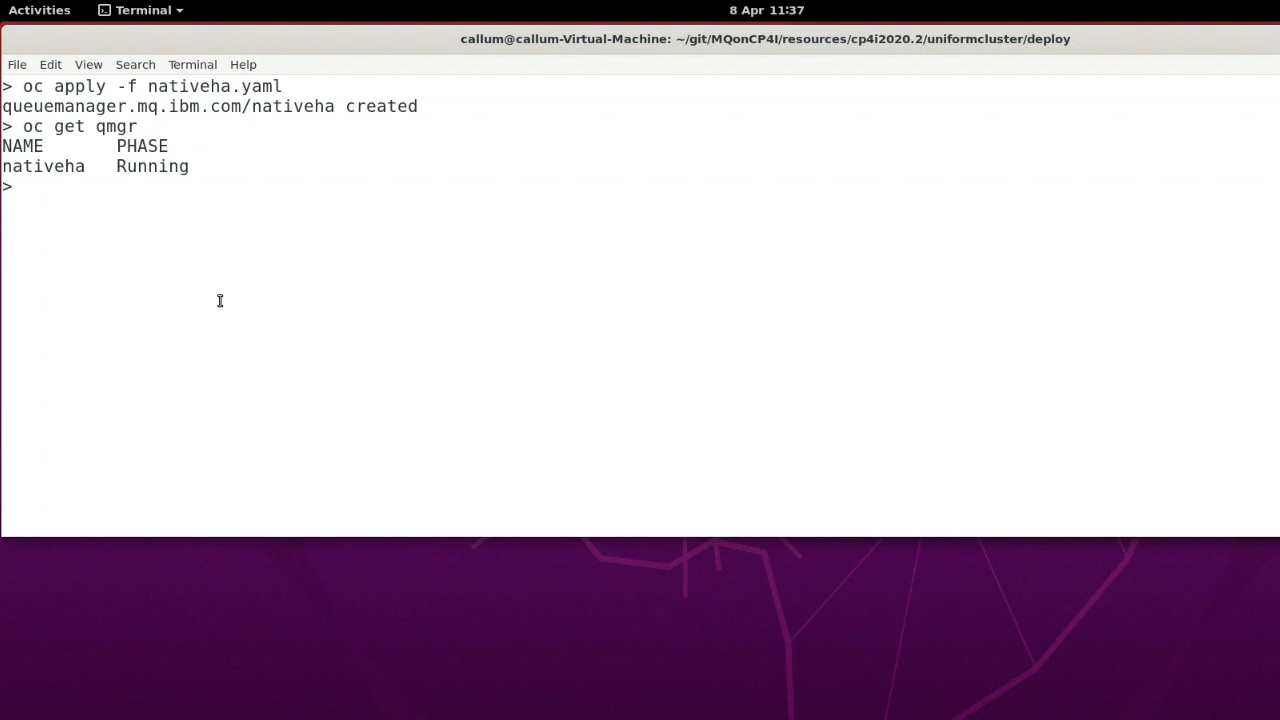 Activities Terminal 8 Apr 11:37
callum@callum-Virtual-Machine: ~/git/MQonCP4I/resources/cp4i2020.2/uniformcluster/deploy
File Edit View Search Terminal Help
> oc apply -f nativeha.yaml
queuemanager.mq.ibm.com/nativeha created
> oc get qmgr
NAME PHASE
nativeha Running
>